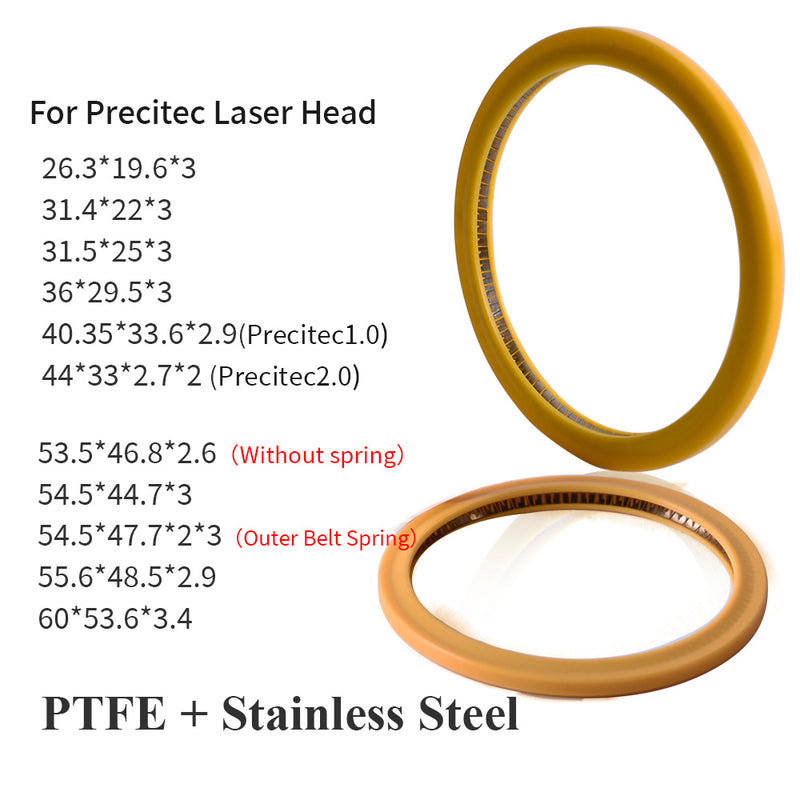 For Precitec Laser Head
26.3*19.6*3
31.4*22*3
31.5*25*3
36*29.5*3
40.35*33.6*2.9(Precitec1.0)
44*33*2.7*2 (Precitec2.0)
53.5*46.8*2.6 (Without spring)
54.5*44.7*3
54.5*47.7*2*3 (Outer Belt Spring)
55.6*48.5*2.9
60*53.6*3.4
PTFE + Stainless Steel